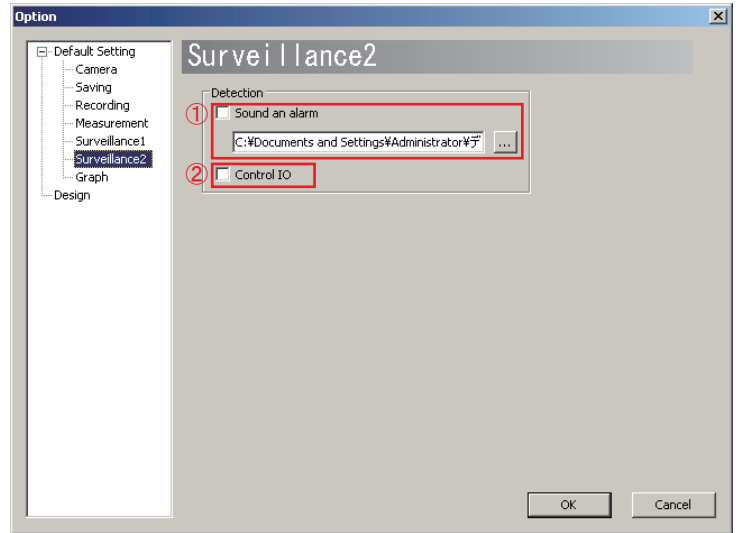 Option
Default Setting
Camera
Saving
Recording
Measurement
Surveillance1
Surveillance2
Graph
Design
Surveillance2
Detection
① Sound an alarm
C:¥Documents and Settings¥Administrator¥デ ...
② Control IO
OK Cancel